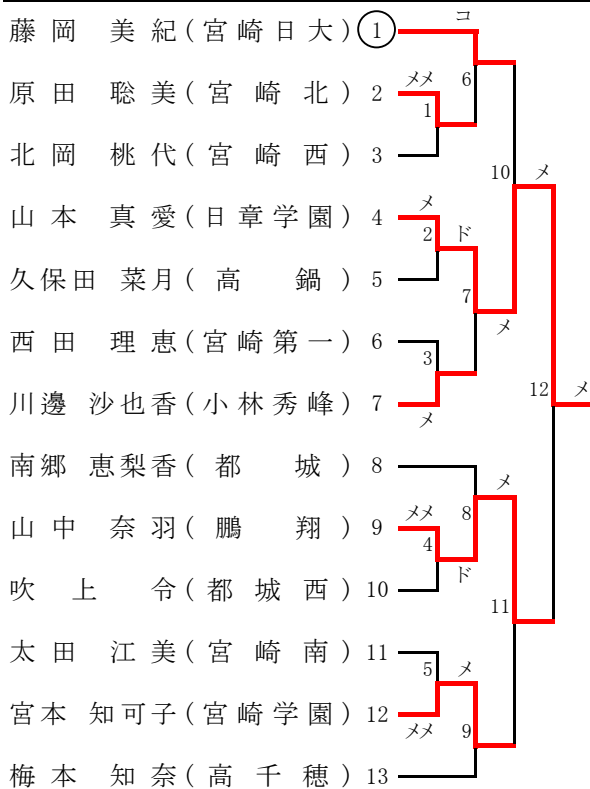 藤岡 美紀(宮崎日大) ① コ
原田 聡美(宮崎北) 2 メメ
6
1
北岡 桃代(宮崎西) 3
10 メ
山本 真愛(日章学園) 4 メ
2 ド
久保田 菜月(高鍋) 5
7
西田 理恵(宮崎第一) 6
メ
3
川邊 沙也香(小林秀峰) 7
12 メ
メ
南郷 恵梨香(都城) 8
メ
山中 奈羽(鵬翔) 9 メメ
8
4
吹上 令(都城西) 10
ド
11
太田 江美(宮崎南) 11
5 メ
宮本 知可子(宮崎学園) 12
メメ 9
梅本 知奈(高千穂) 13